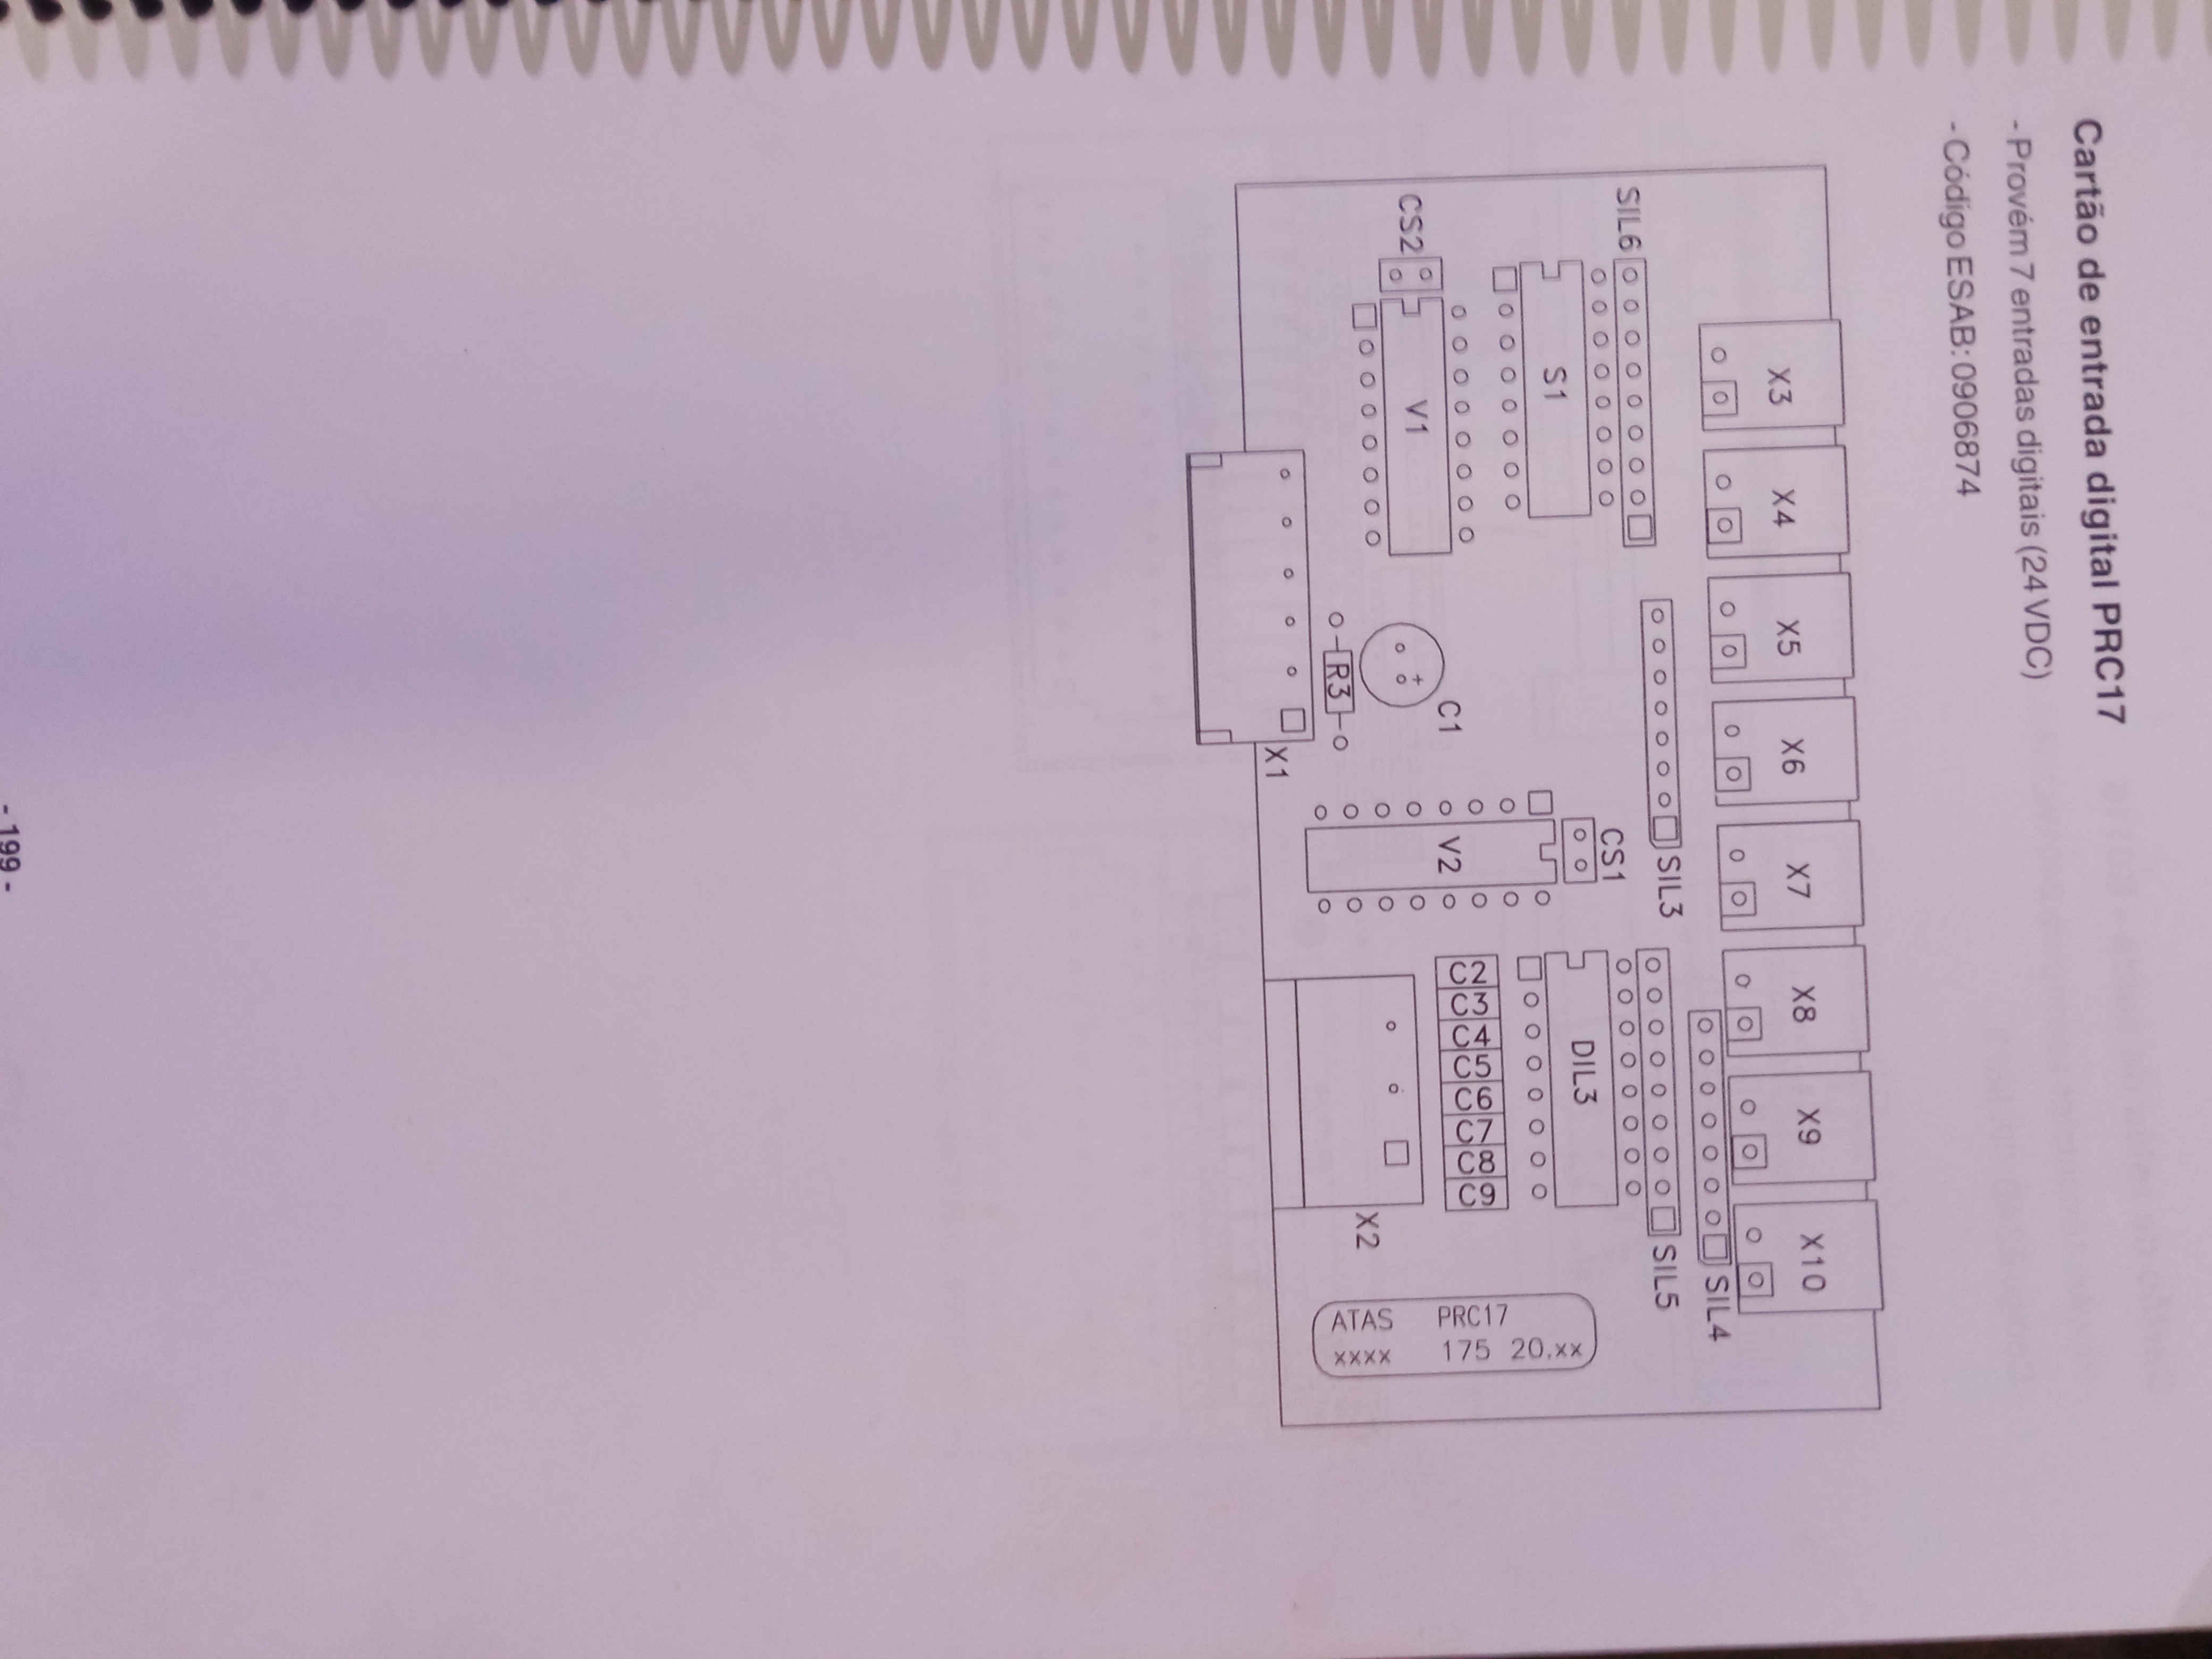 Cartão de entrada digital PRC17
- Provém 7 entradas digitais (24 VDC)
- Código ESAB: 0906874
X3 X4 X5 X6 X7 X8 X9 X10
SIL4
SIL3
SIL5
SIL6
CS1
S1
DIL3
C1
V2
C2 C3 C4 C5 C6 C7 C8 C9
CS2
V1
+
R3
X2
X1
ATAS PRC17
xxxx 175 20.xx
- 199 -